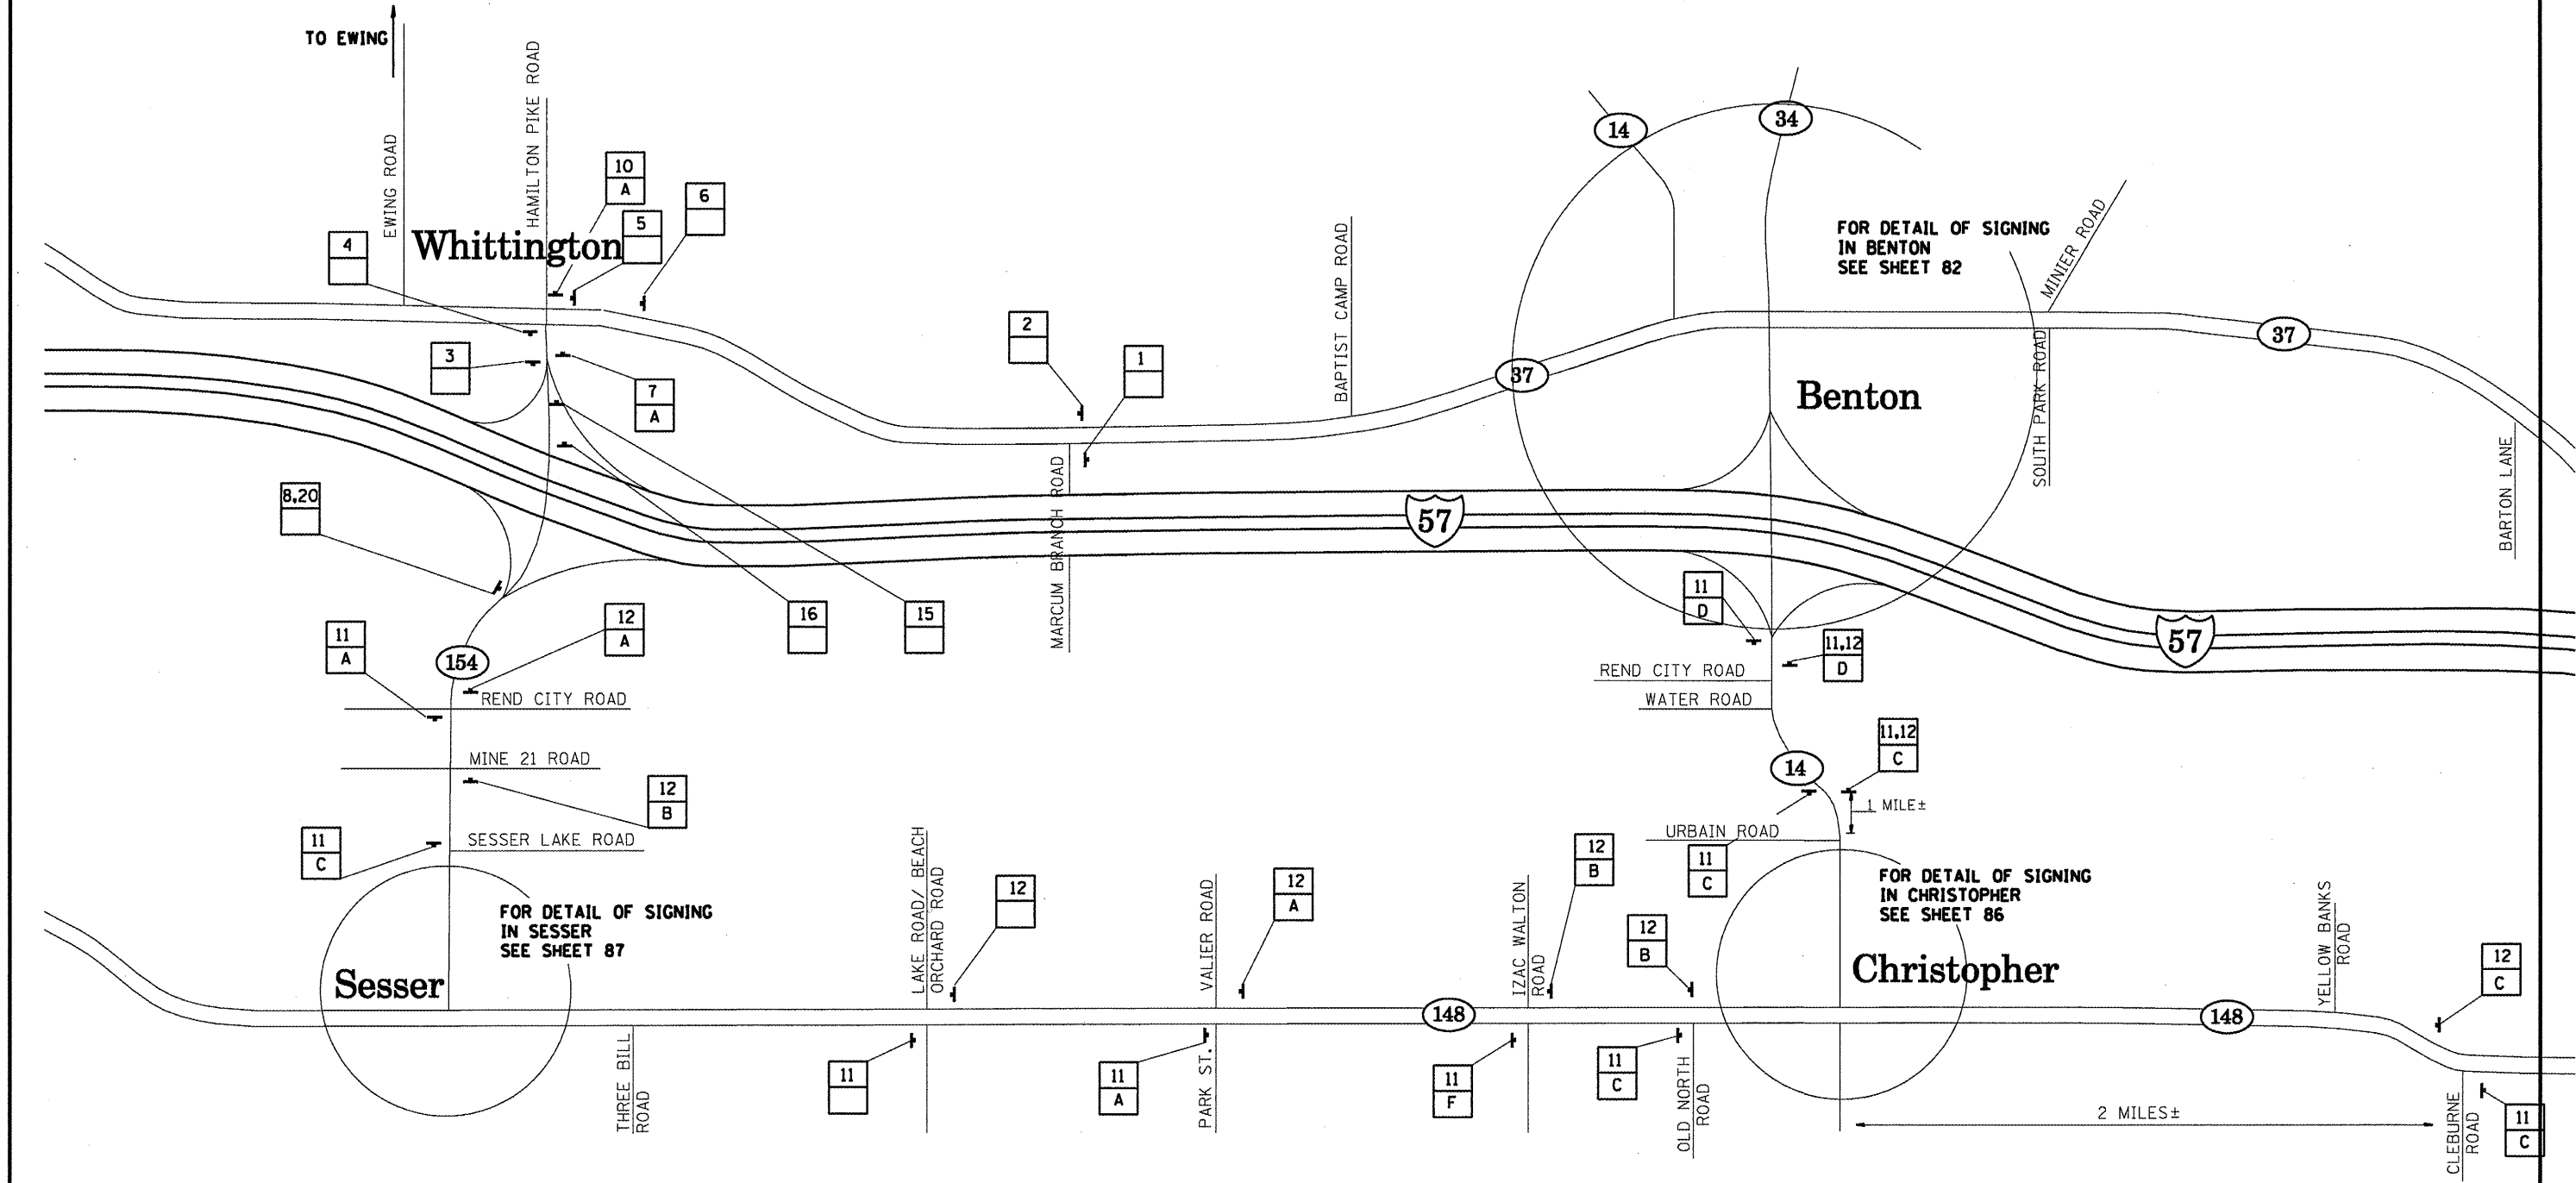 TO EWING
EWING ROAD
HAMILTON PIKE ROAD
10
A
5
6
4
Whittington
3
7
A
2
1
BAPTIST CAMP ROAD
14
34
FOR DETAIL OF SIGNING
IN BENTON
SEE SHEET 82
MINIER ROAD
37
37
Benton
SOUTH PARK ROAD
BARTON LANE
8,20
MARCUM BRANCH ROAD
57
57
16
15
11
A
12
A
154
REND CITY ROAD
MINE 21 ROAD
12
B
11
C
SESSER LAKE ROAD
11
D
11,12
D
REND CITY ROAD
WATER ROAD
14
11,12
C
1 MILE±
URBAIN ROAD
11
C
FOR DETAIL OF SIGNING
IN SESSER
SEE SHEET 87
Sesser
LAKE ROAD/ BEACH
ORCHARD ROAD
12
VALIER ROAD
12
A
IZAC WALTON
ROAD
12
B
12
B
FOR DETAIL OF SIGNING
IN CHRISTOPHER
SEE SHEET 86
Christopher
YELLOW BANKS
ROAD
12
C
148
148
THREE BILL
ROAD
11
11
A
PARK ST.
11
F
11
C
OLD NORTH
ROAD
2 MILES±
CLEBURNE
ROAD
11
C